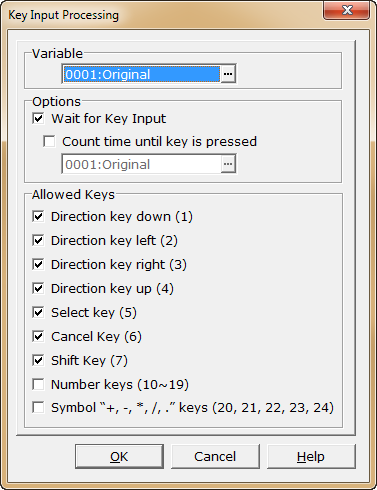 Key Input Processing
Variable
0001:Original
Options
Wait for Key Input
Count time until key is pressed
0001:Original
Allowed Keys
Direction key down (1)
Direction key left (2)
Direction key right (3)
Direction key up (4)
Select key (5)
Cancel Key (6)
Shift Key (7)
Number keys (10~19)
Symbol “+, -, *, /, .” keys (20, 21, 22, 23, 24)
OK Cancel Help